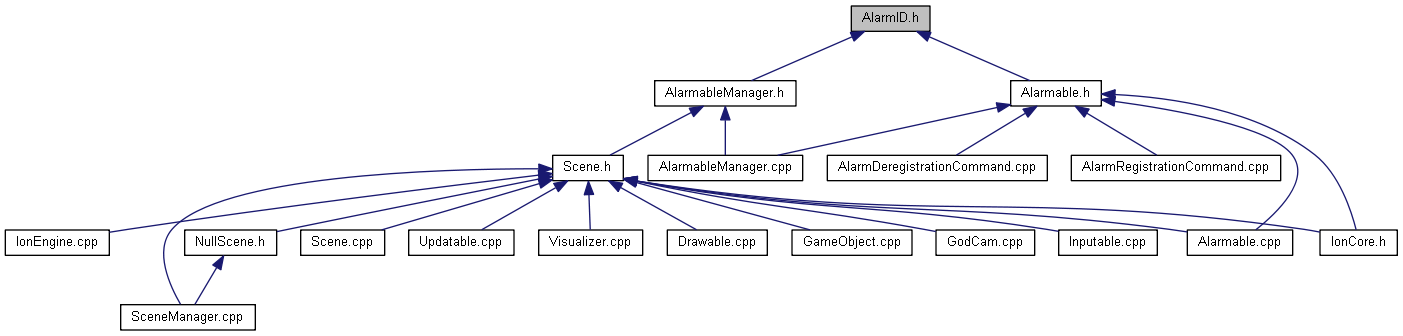 AlarmID.h
AlarmableManager.h
Alarmable.h
Scene.h
AlarmableManager.cpp
AlarmDeregistrationCommand.cpp
AlarmRegistrationCommand.cpp
IonEngine.cpp
NullScene.h
Scene.cpp
Updatable.cpp
Visualizer.cpp
Drawable.cpp
GameObject.cpp
GodCam.cpp
Inputable.cpp
Alarmable.cpp
IonCore.h
SceneManager.cpp